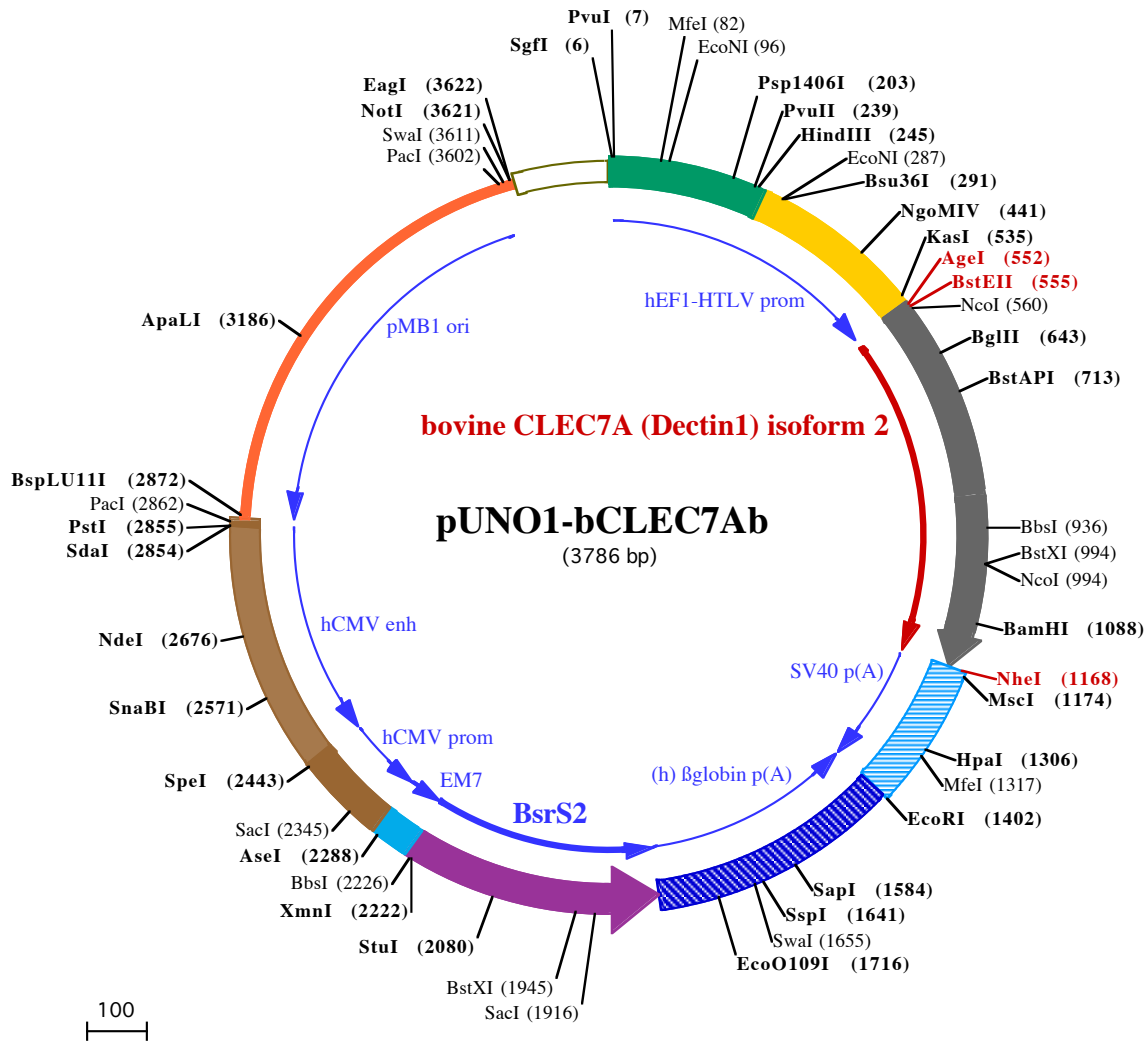 PvuI (7)
SgfI (6)
MfeI (82)
EcoNI (96)
Psp1406I (203)
PvuII (239)
HindIII (245)
EcoNI (287)
Bsu36I (291)
NgoMIV (441)
KasI (535)
AgeI (552)
BstEII (555)
NcoI (560)
BglII (643)
BstAPI (713)
BbsI (936)
BstXI (994)
NcoI (994)
BamHI (1088)
NheI (1168)
MscI (1174)
HpaI (1306)
MfeI (1317)
EcoRI (1402)
SapI (1584)
SspI (1641)
SwaI (1655)
EcoO109I (1716)
SacI (1916)
BstXI (1945)
StuI (2080)
XmnI (2222)
BbsI (2226)
AseI (2288)
SacI (2345)
SpeI (2443)
SnaBI (2571)
NdeI (2676)
SdaI (2854)
PstI (2855)
PacI (2862)
BspLU11I (2872)
ApaLI (3186)
PacI (3602)
SwaI (3611)
NotI (3621)
EagI (3622)
hEF1-HTLV prom
pMB1 ori
bovine CLEC7A (Dectin1) isoform 2
pUNO1-bCLEC7Ab
(3786 bp)
hCMV enh
SV40 p(A)
hCMV prom
EM7
(h) ßglobin p(A)
BsrS2
100